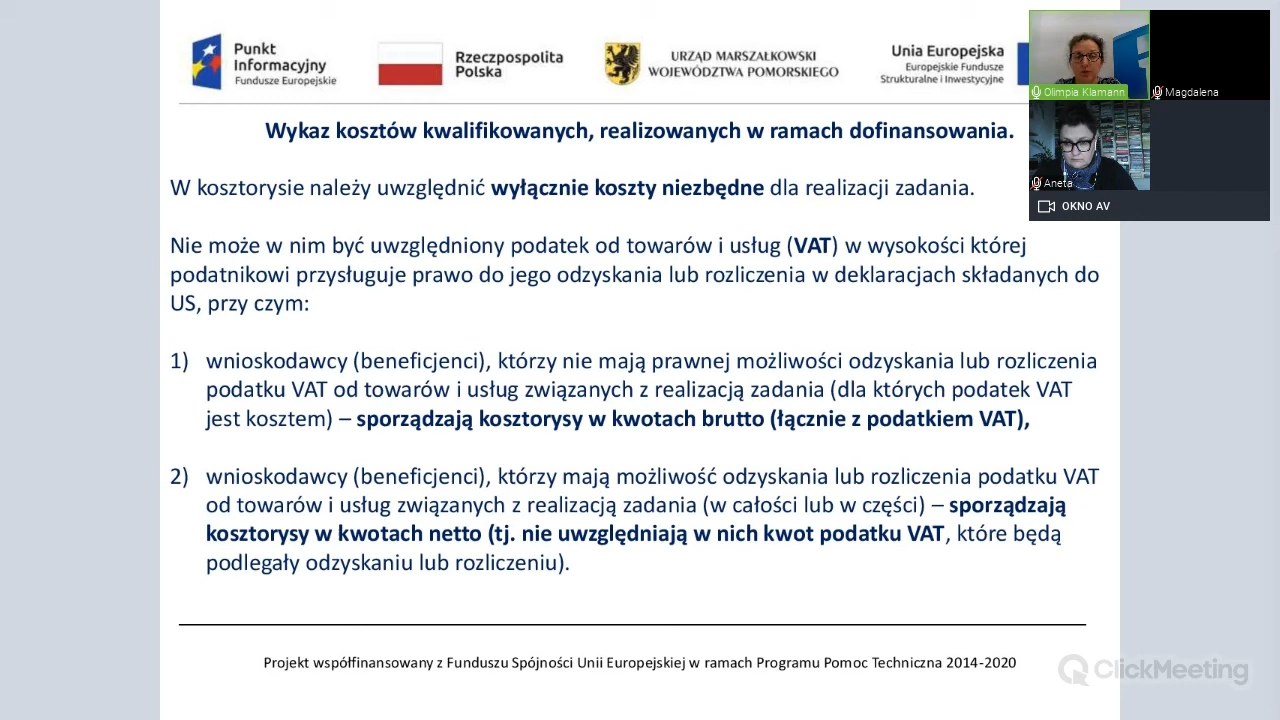 Punkt
Informacyjny
Fundusze Europejskie
Rzeczpospolita
Polska
URZĄD MARSZAŁKOWSKI
WOJEWÓDZTWA POMORSKIEGO
Unia Europejska
Europejskie Fundusze
Strukturalne i Inwestycyjne
Olimpia Klamann
Magdalena
Aneta
OKNO AV
Wykaz kosztów kwalifikowanych, realizowanych w ramach dofinansowania.
W kosztorysie należy uwzględnić wyłącznie koszty niezbędne dla realizacji zadania.
Nie może w nim być uwzględniony podatek od towarów i usług (VAT) w wysokości której
podatnikowi przysługuje prawo do jego odzyskania lub rozliczenia w deklaracjach składanych do
US, przy czym:
1) wnioskodawcy (beneficjenci), którzy nie mają prawnej możliwości odzyskania lub rozliczenia
podatku VAT od towarów i usług związanych z realizacją zadania (dla których podatek VAT
jest kosztem) – sporządzają kosztorysy w kwotach brutto (łącznie z podatkiem VAT),
2) wnioskodawcy (beneficjenci), którzy mają możliwość odzyskania lub rozliczenia podatku VAT
od towarów i usług związanych z realizacją zadania (w całości lub w części) – sporządzają
kosztorysy w kwotach netto (tj. nie uwzględniają w nich kwot podatku VAT, które będą
podlegały odzyskaniu lub rozliczeniu).
Projekt współfinansowany z Funduszu Spójności Unii Europejskiej w ramach Programu Pomoc Techniczna 2014-2020
ClickMeeting